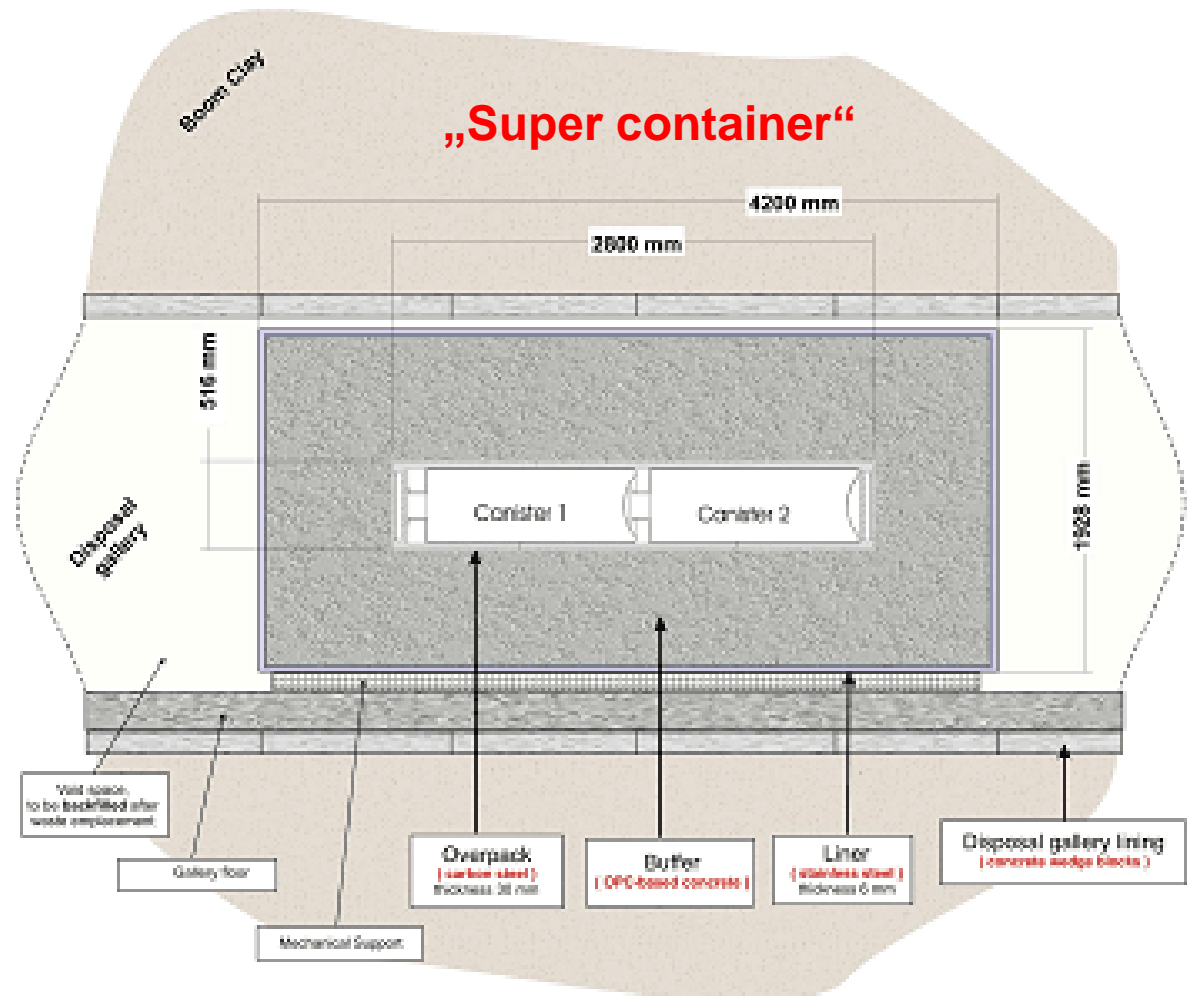 Boom Clay
„Super container“
4200 mm
2800 mm
516 mm
Canister 1
Canister 2
Disposal
gallery
1928 mm
Void space,
to be backfilled after
waste emplacement
Gallery floor
Mechanical Support
Overpack
( carbon steel )
thickness 30 mm
Buffer
( OPC-based concrete )
Liner
( stainless steel )
thickness 6 mm
Disposal gallery lining
( concrete wedge blocks )